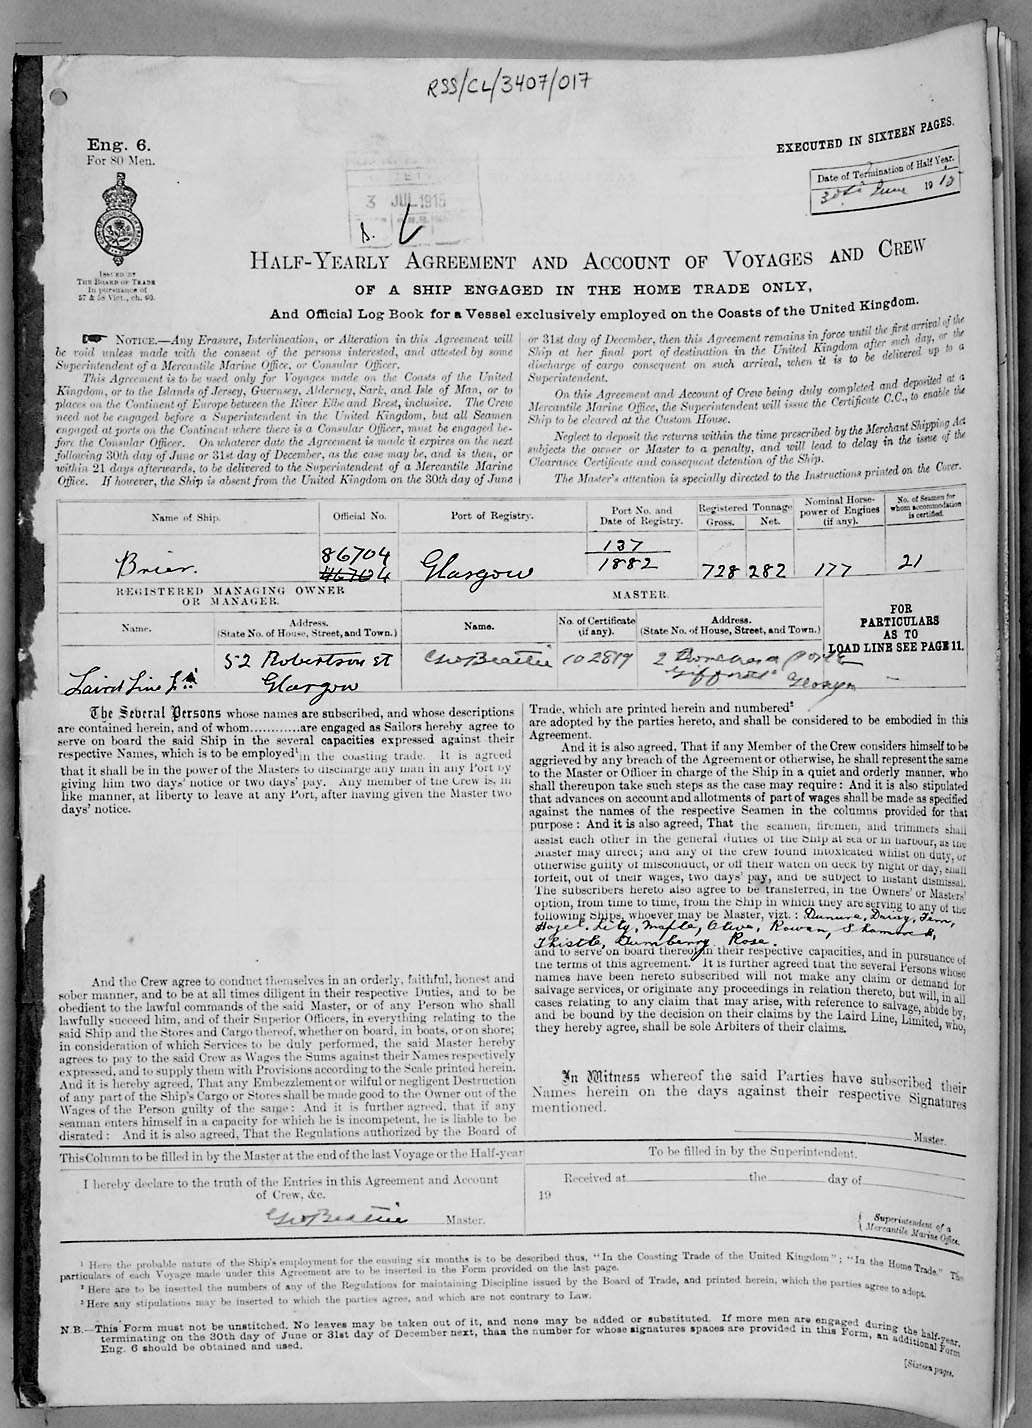 RSS/CL/3407/017
Eng. 6.
For 80 Men.
EXECUTED IN SIXTEEN PAGES.
Date of Termination of Half Year.
30th June 1915
3 JUL 1915
ISSUED BY
THE BOARD OF TRADE
In pursuance of
57 & 58 Vict., ch. 60.
HALF-YEARLY AGREEMENT AND ACCOUNT OF VOYAGES AND CREW
OF A SHIP ENGAGED IN THE HOME TRADE ONLY,
And Official Log Book for a Vessel exclusively employed on the Coasts of the United Kingdom.
NOTICE.—Any Erasure, Interlineation, or Alteration in this Agreement will
be void unless made with the consent of the persons interested, and attested by some
Superintendent of a Mercantile Marine Office, or Consular Officer.
This Agreement is to be used only for Voyages made on the Coasts of the United
Kingdom, or to the Islands of Jersey, Guernsey, Alderney, Sark, and Isle of Man, or to
places on the Continent of Europe between the River Elbe and Brest, inclusive. The Crew
need not be engaged before a Superintendent in the United Kingdom, but all Seamen
engaged at ports on the Continent where there is a Consular Officer, must be engaged be-
fore the Consular Officer. On whatever date the Agreement is made it expires on the next
following 30th day of June or 31st day of December, as the case may be, and is then, or
within 21 days afterwards, to be delivered to the Superintendent of a Mercantile Marine
Office. If however, the Ship is absent from the United Kingdom on the 30th day of June
or 31st day of December, then this Agreement remains in force until the first arrival of the
Ship at her final port of destination in the United Kingdom after such day, or the
discharge of cargo consequent on such arrival, when it is to be delivered up to a
Superintendent.
On this Agreement and Account of Crew being duly completed and deposited at a
Mercantile Marine Office, the Superintendent will issue the Certificate C.C., to enable the
Ship to be cleared at the Custom House.
Neglect to deposit the returns within the time prescribed by the Merchant Shipping Act
subjects the owner or Master to a penalty, and will lead to delay in the issue of the
Clearance Certificate and consequent detention of the Ship.
The Master's attention is specially directed to the Instructions printed on the Cover.
Name of Ship. Official No. Port of Registry. Port No. and Date of Registry. Registered Tonnage Gross. Net. Nominal Horse-power of Engines (if any). No. of Seamen for whom accommodation is certified.
Brier. 86704 Glasgow 137 1882 728 282 177 21
REGISTERED MANAGING OWNER
OR MANAGER.
MASTER.
Name. Address. (State No. of House, Street, and Town.) Name. No. of Certificate (if any). Address. (State No. of House, Street, and Town.)
FOR
PARTICULARS
AS TO
LOAD LINE SEE PAGE 11.
Laird Line Ld. 52 Robertson St Glasgow Geo Beattie 102819 2
The Several Persons whose names are subscribed, and whose descriptions
are contained herein, and of whom............are engaged as Sailors hereby agree to
serve on board the said Ship in the several capacities expressed against their
respective Names, which is to be employed¹ in the coasting trade. It is agreed
that it shall be in the power of the Masters to discharge any man in any Port by
giving him two days' notice or two days' pay. Any member of the Crew is, in
like manner, at liberty to leave at any Port, after having given the Master two
days' notice.
And the Crew agree to conduct themselves in an orderly, faithful, honest and
sober manner, and to be at all times diligent in their respective Duties, and to be
obedient to the lawful commands of the said Master, or of any Person who shall
lawfully succeed him, and of their Superior Officers, in everything relating to the
said Ship and the Stores and Cargo thereof, whether on board, in boats, or on shore;
in consideration of which Services to be duly performed, the said Master hereby
agrees to pay to the said Crew as Wages the Sums against their Names respectively
expressed, and to supply them with Provisions according to the Scale printed herein.
And it is hereby agreed, That any Embezzlement or wilful or negligent Destruction
of any part of the Ship's Cargo or Stores shall be made good to the Owner out of the
Wages of the Person guilty of the same: And it is further agreed, that if any
seaman enters himself in a capacity for which he is incompetent, he is liable to be
disrated: And it is also agreed, That the Regulations authorized by the Board of
Trade, which are printed herein and numbered²
are adopted by the parties hereto, and shall be considered to be embodied in this
Agreement.
And it is also agreed, That if any Member of the Crew considers himself to be
aggrieved by any breach of the Agreement or otherwise, he shall represent the same
to the Master or Officer in charge of the Ship in a quiet and orderly manner, who
shall thereupon take such steps as the case may require: And it is also stipulated
that advances on account and allotments of part of wages shall be made as specified
against the names of the respective Seamen in the columns provided for that
purpose: And it is also agreed, That the seamen, firemen, and trimmers shall
assist each other in the general duties of the Ship at sea or in harbour, as the
Master may direct; and any of the crew found intoxicated whilst on duty, or
otherwise guilty of misconduct, or off their watch on deck by night or day, shall
forfeit, out of their wages, two days' pay, and be subject to instant dismissal.
The subscribers hereto also agree to be transferred, in the Owners' or Masters'
option, from time to time, from the Ship in which they are serving to any of the
following Ships, whoever may be Master, vizt.: Dunure, Daisy, Fern,
Hazel, Lily, Maple, Olive, Rowan, Shamrock,
Thistle, Turnberry, Rose.
and to serve on board thereof in their respective capacities, and in pursuance of
the terms of this agreement. It is further agreed that the several Persons whose
names have been hereto subscribed will not make any claim or demand for
salvage services, or originate any proceedings in relation thereto, but will, in all
cases relating to any claim that may arise, with reference to salvage, abide by,
and be bound by the decision on their claims by the Laird Line, Limited, who,
they hereby agree, shall be sole Arbiters of their claims.
In Witness whereof the said Parties have subscribed their
Names herein on the days against their respective Signatures
mentioned.
Master.
This Column to be filled in by the Master at the end of the last Voyage or the Half-year
I hereby declare to the truth of the Entries in this Agreement and Account
of Crew, &c.
Geo Beattie Master.
To be filled in by the Superintendent.
Received at the day of
19
Superintendent of a
Mercantile Marine Office.
¹ Here the probable nature of the Ship's employment for the ensuing six months is to be described thus, "In the Coasting Trade of the United Kingdom"; "In the Home Trade." The
particulars of each Voyage made under this Agreement are to be inserted in the Form provided on the last page.
² Here are to be inserted the numbers of any of the Regulations for maintaining Discipline issued by the Board of Trade, and printed herein, which the parties agree to adopt.
³ Here any stipulations may be inserted to which the parties agree, and which are not contrary to Law.
N.B.—This Form must not be unstitched. No leaves may be taken out of it, and none may be added or substituted. If more men are engaged during the half-year,
terminating on the 30th day of June or 31st day of December next, than the number for whose signatures spaces are provided in this Form, an additional Form
Eng. 6 should be obtained and used.
[Sixteen pages.